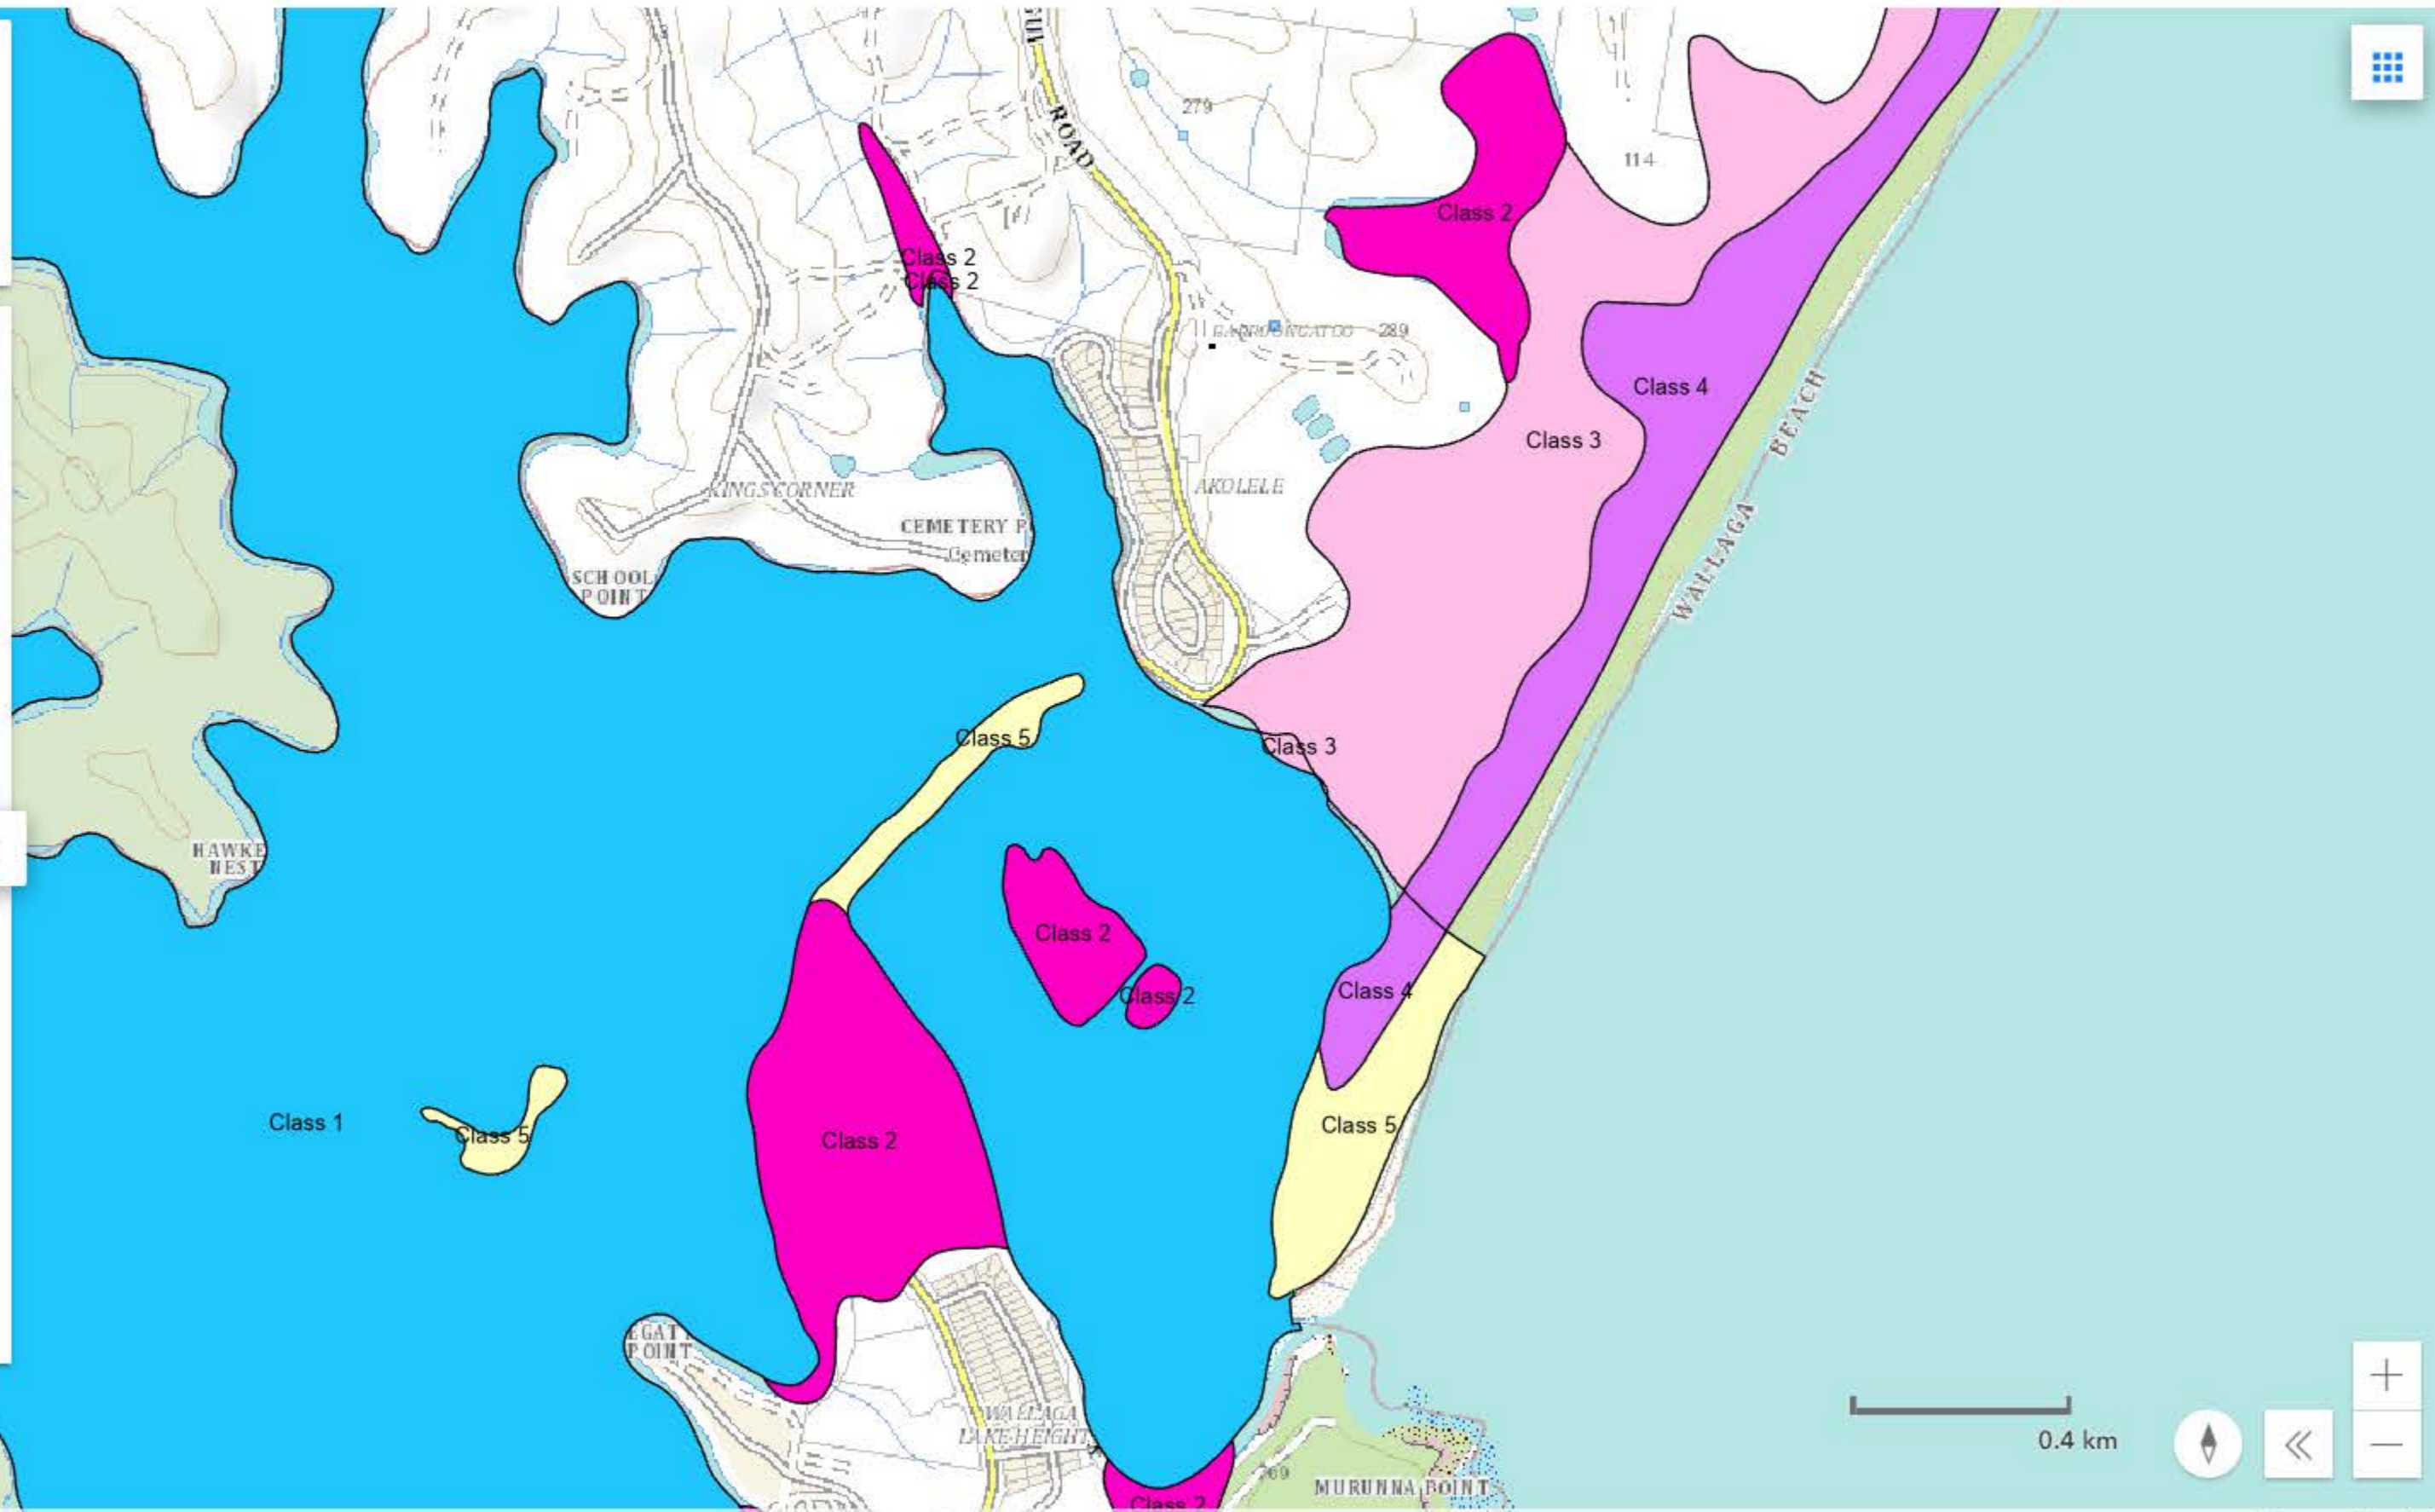 ROAD
279
114
Class 2
Class 2
Class 2
289
Class 4
BEACH
Class 3
KINGS CORNER
AKOLELE
CEMETERY P
Cemeter
WALLAGA
SCHOOL
POINT
Class 5
Class 3
HAWKE
NEST
Class 2
Class 4
Class 2
Class 1
Class 5
Class 5
Class 2
EGAT
POINT
WALLAGA
LAKE HEIGHT
0.4 km
769
MURUNNA POINT
Class 2